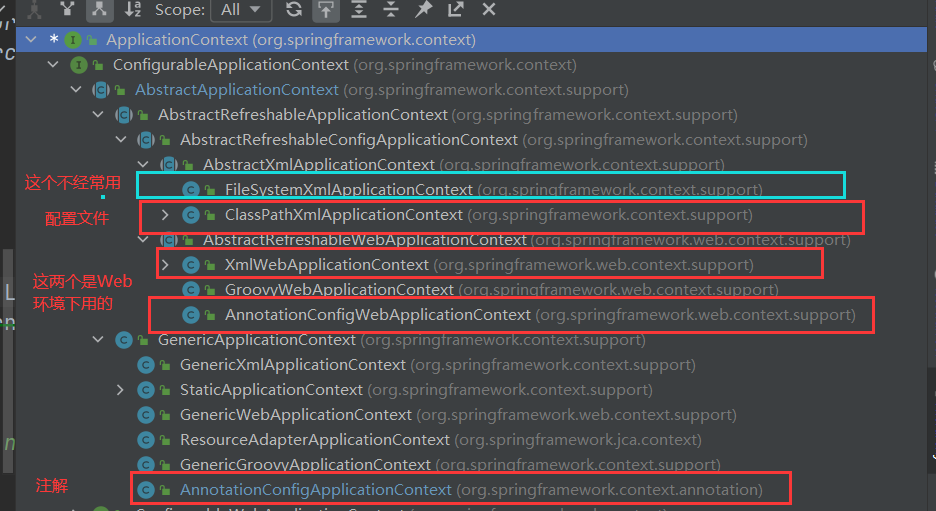 Scope: All
* ApplicationContext (org.springframework.context)
ConfigurableApplicationContext (org.springframework.context)
AbstractApplicationContext (org.springframework.context.support)
AbstractRefreshableApplicationContext (org.springframework.context.support)
AbstractRefreshableConfigApplicationContext (org.springframework.context.support)
AbstractXmlApplicationContext (org.springframework.context.support)
这个不经常用
FileSystemXmlApplicationContext (org.springframework.context.support)
配置文件
ClassPathXmlApplicationContext (org.springframework.context.support)
AbstractRefreshableWebApplicationContext (org.springframework.web.context.support)
XmlWebApplicationContext (org.springframework.web.context.support)
这两个是Web
环境下用的
GroovyWebApplicationContext (org.springframework.web.context.support)
AnnotationConfigWebApplicationContext (org.springframework.web.context.support)
GenericApplicationContext (org.springframework.context.support)
GenericXmlApplicationContext (org.springframework.context.support)
StaticApplicationContext (org.springframework.context.support)
GenericWebApplicationContext (org.springframework.web.context.support)
ResourceAdapterApplicationContext (org.springframework.jca.context)
GenericGroovyApplicationContext (org.springframework.context.support)
注解
AnnotationConfigApplicationContext (org.springframework.context.annotation)